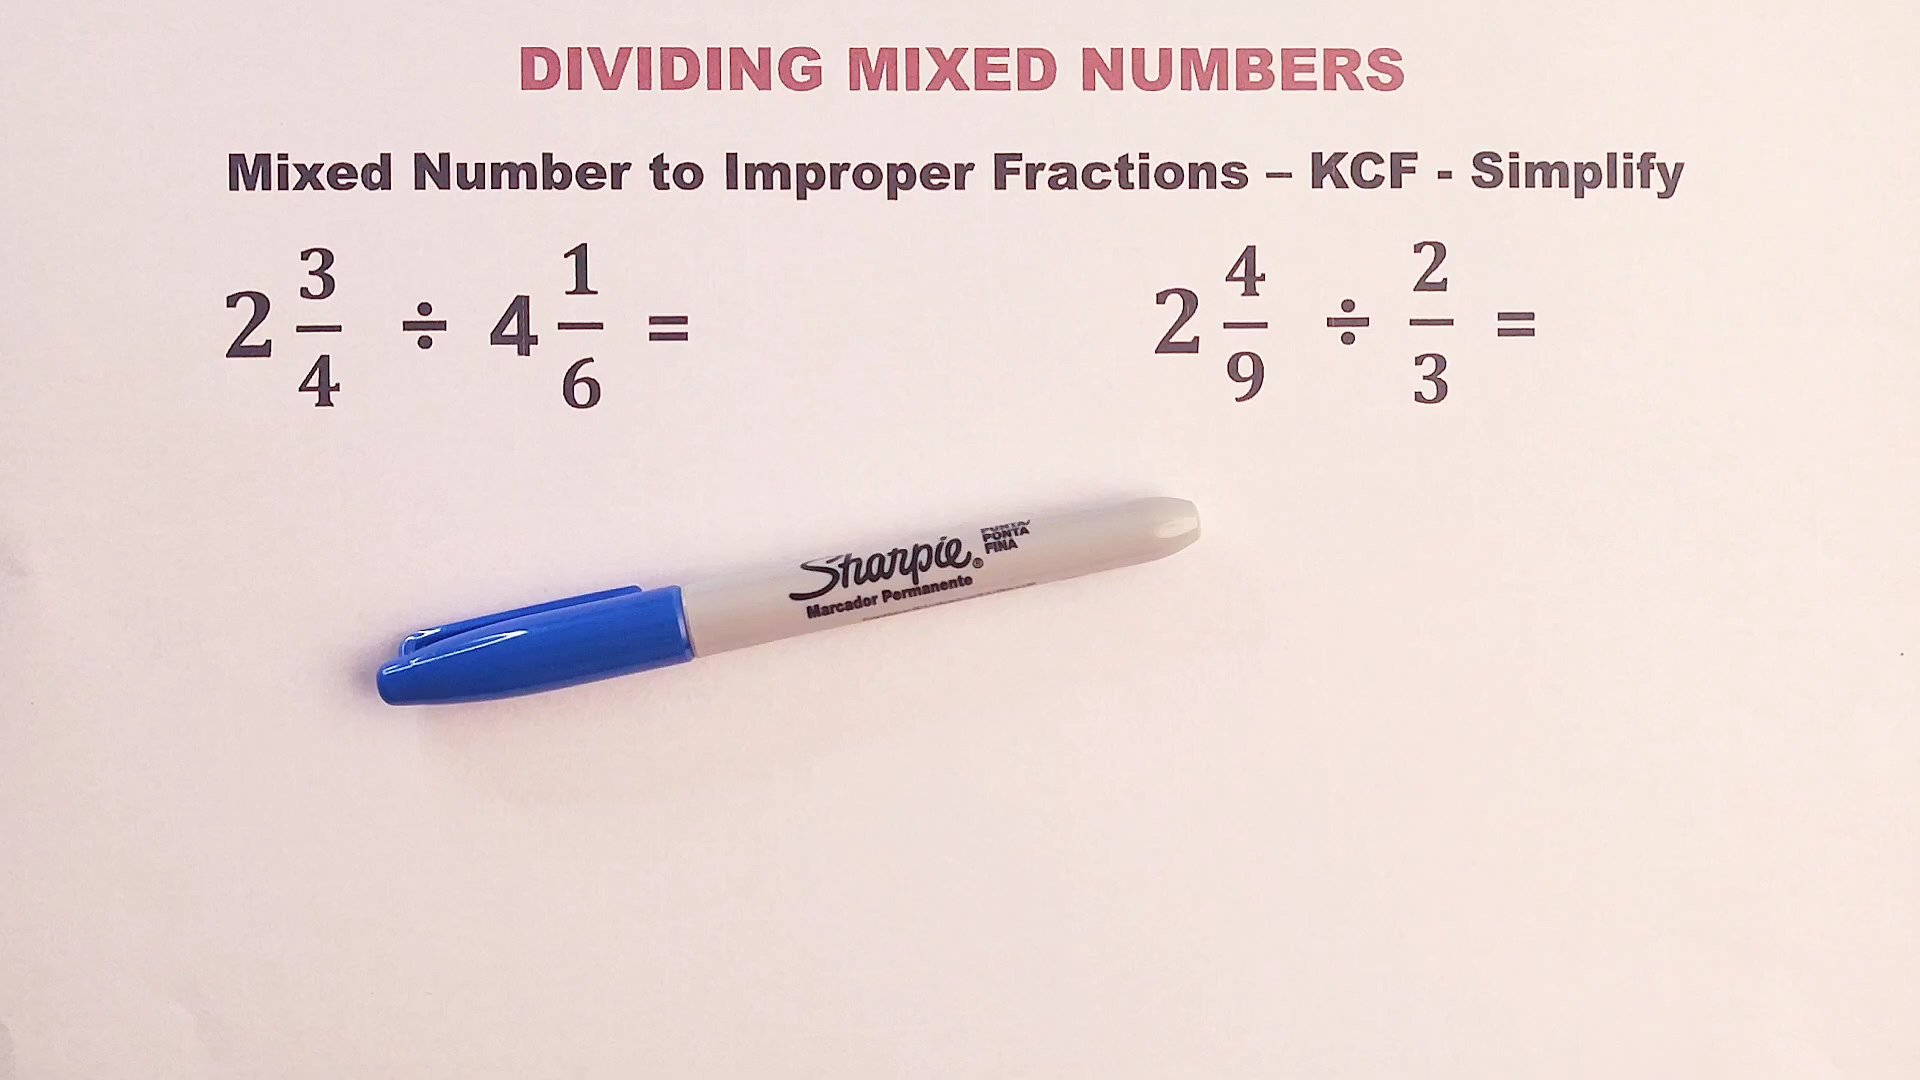 DIVIDING MIXED NUMBERS
Mixed Number to Improper Fractions – KCF - Simplify
2 3/4 ÷ 4 1/6 =
2 4/9 ÷ 2/3 =
Sharpie®
Marcador Permanente
PUNTA/
PONTA
FINA